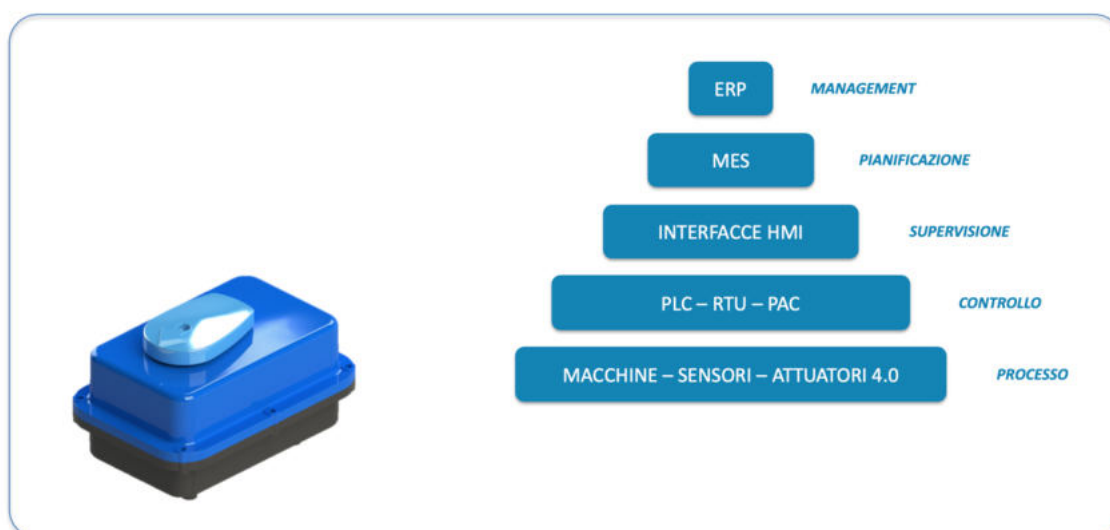 ERP MANAGEMENT
MES PIANIFICAZIONE
INTERFACCE HMI SUPERVISIONE
PLC – RTU – PAC CONTROLLO
MACCHINE – SENSORI – ATTUATORI 4.0 PROCESSO